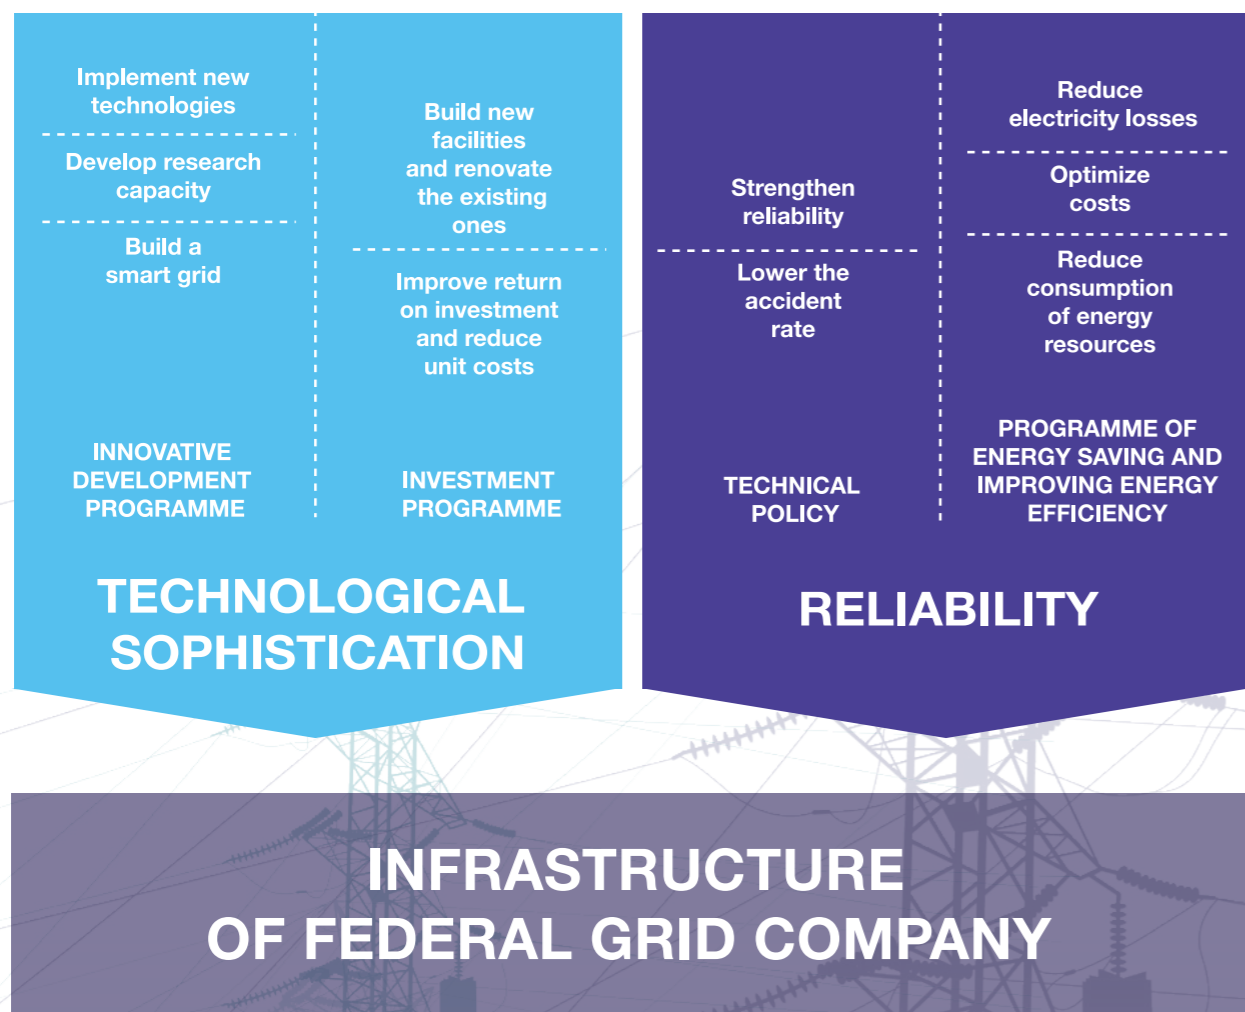 Implement new
technologies
Develop research
capacity
Build a
smart grid
INNOVATIVE
DEVELOPMENT
PROGRAMME
Build new
facilities
and renovate
the existing
ones
Improve return
on investment
and reduce
unit costs
INVESTMENT
PROGRAMME
TECHNOLOGICAL
SOPHISTICATION
Strengthen
reliability
Lower the
accident
rate
TECHNICAL
POLICY
Reduce
electricity losses
Optimize
costs
Reduce
consumption
of energy
resources
PROGRAMME OF
ENERGY SAVING AND
IMPROVING ENERGY
EFFICIENCY
RELIABILITY
INFRASTRUCTURE
OF FEDERAL GRID COMPANY